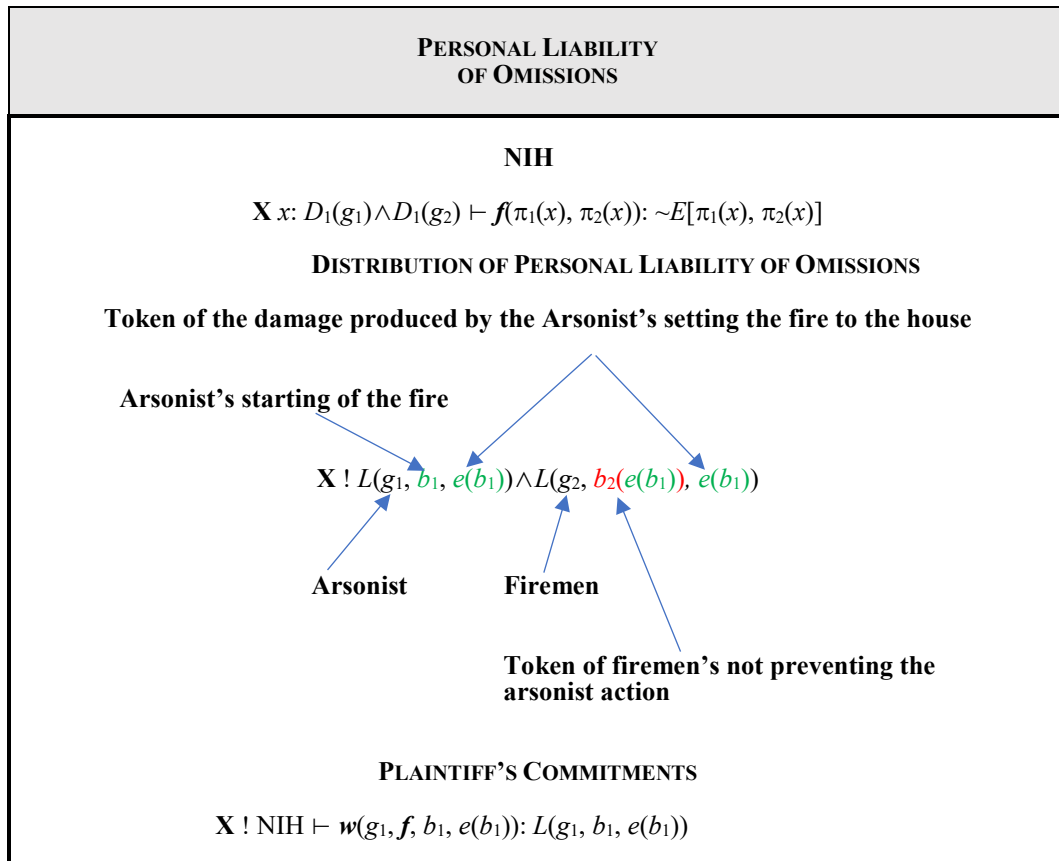 PERSONAL LIABILITY
OF OMISSIONS
NIH
X x: D₁(g₁)∧D₁(g₂) ⊢ f(π₁(x), π₂(x)): ~E[π₁(x), π₂(x)]
DISTRIBUTION OF PERSONAL LIABILITY OF OMISSIONS
Token of the damage produced by the Arsonist’s setting the fire to the house
Arsonist’s starting of the fire
X ! L(g₁, b₁, e(b₁))∧L(g₂, b₂(e(b₁)), e(b₁))
Arsonist Firemen
Token of firemen’s not preventing the
arsonist action
PLAINTIFF’S COMMITMENTS
X ! NIH ⊢ w(g₁, f, b₁, e(b₁)): L(g₁, b₁, e(b₁))